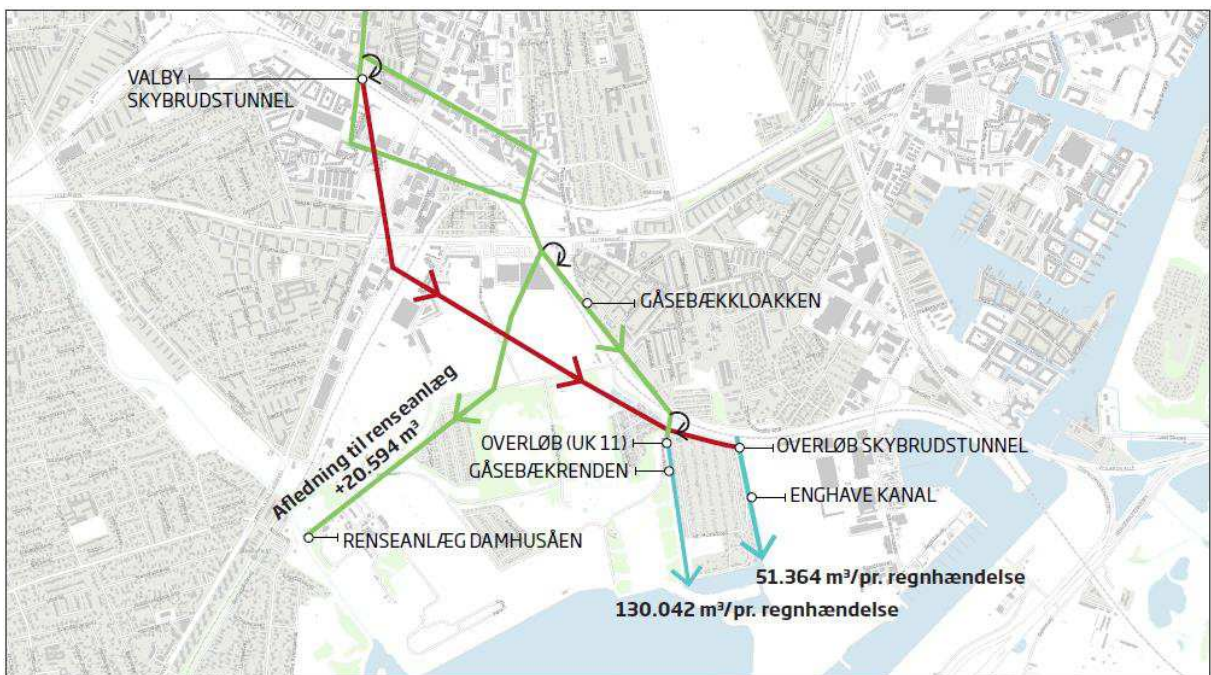 VALBY
SKYBRUDSTUNNEL
GÅSEBÆKKLOAKKEN
Afledning til renseanlæg
+20.594 m³
OVERLØB (UK 11)
OVERLØB SKYBRUDSTUNNEL
GÅSEBÆKRENDEN
ENGHAVE KANAL
RENSEANLÆG DAMHUSÅEN
51.364 m³/pr. regnhændelse
130.042 m³/pr. regnhændelse